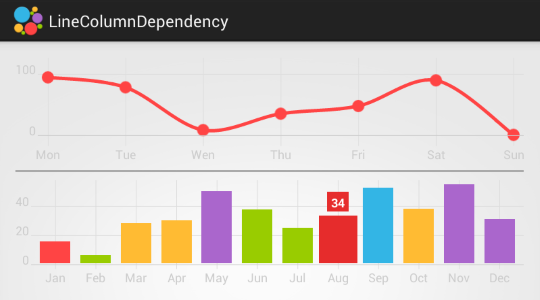 LineColumnDependency
100
0
Mon Tue Wen Thu Fri Sat Sun
40
20
0
34
Jan Feb Mar Apr May Jun Jul Aug Sep Oct Nov Dec